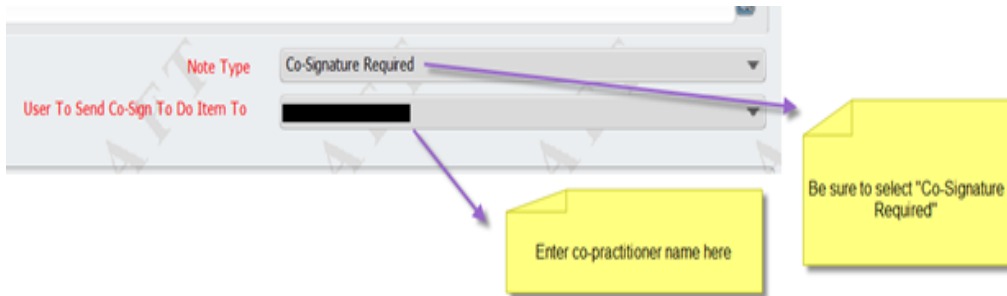 Note Type Co-Signature Required
User To Send Co-Sign To Do Item To
Be sure to select "Co-Signature
Required"
Enter co-practitioner name here